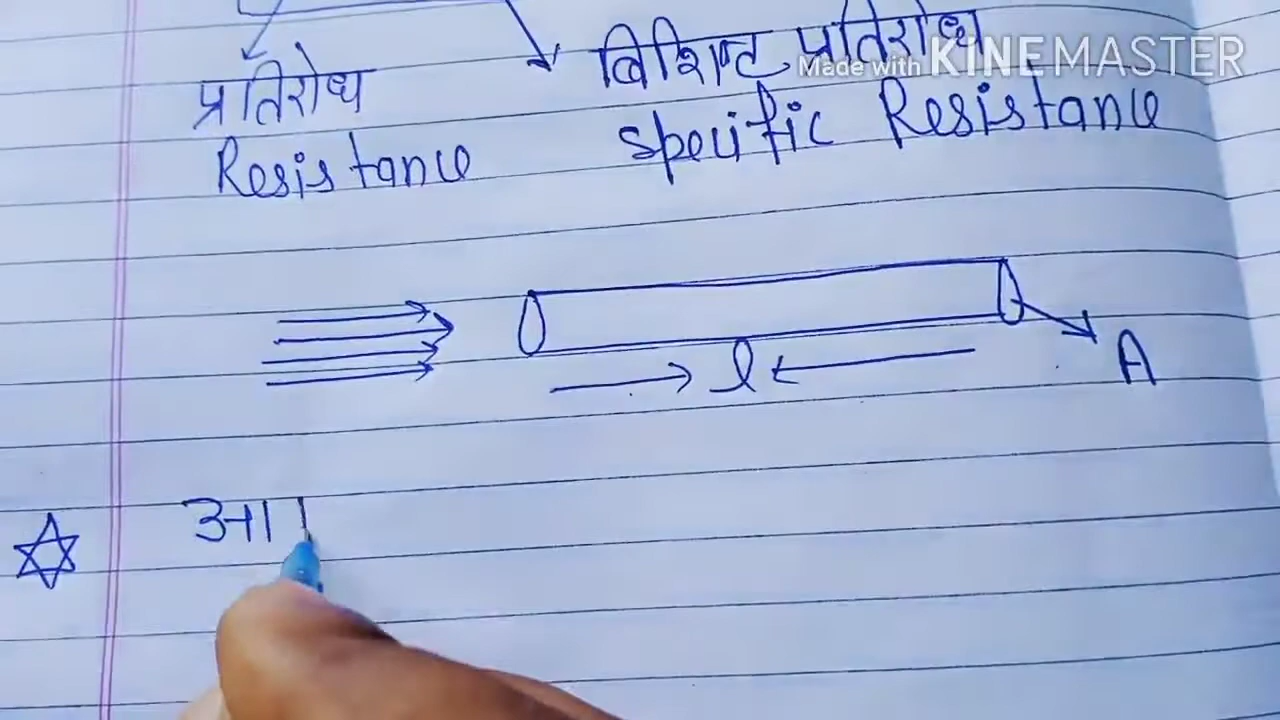 प्रतिरोध
Resistance
विशिष्ट प्रतिरोध
Made with KINEMASTER
specific Resistance
l
A
आ